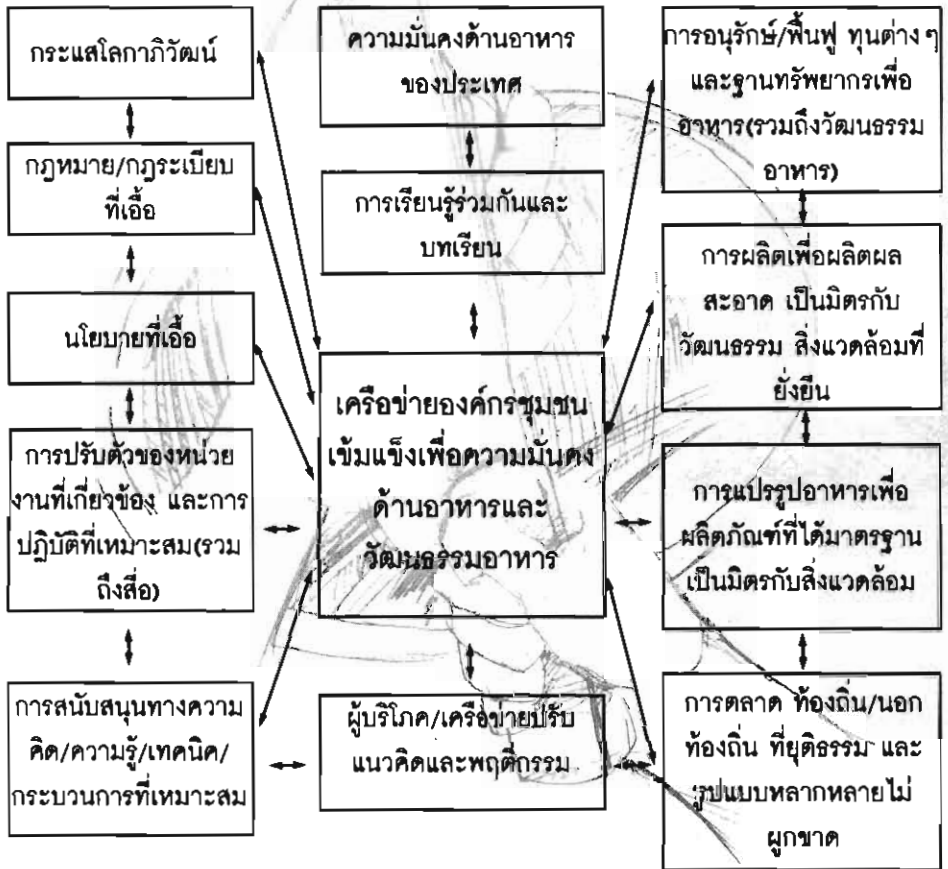 กระแสโลกาภิวัฒน์
กฎหมาย/กฎระเบียบ
ที่เอื้อ
นโยบายที่เอื้อ
การปรับตัวของหน่วย
งานที่เกี่ยวข้อง และการ
ปฏิบัติที่เหมาะสม(รวม
ถึงสื่อ)
การสนับสนุนทางความ
คิด/ความรู้/เทคนิค/
กระบวนการที่เหมาะสม
ความมั่นคงด้านอาหาร
ของประเทศ
การเรียนรู้ร่วมกันและ
บทเรียน
เครือข่ายองค์กรชุมชน
เข้มแข็งเพื่อความมั่นคง
ด้านอาหารและ
วัฒนธรรมอาหาร
ผู้บริโภค/เครือข่ายปรับ
แนวคิดและพฤติกรรม
การอนุรักษ์/ฟื้นฟู ทุนต่าง ๆ
และฐานทรัพยากรเพื่อ
อาหาร(รวมถึงวัฒนธรรม
อาหาร)
การผลิตเพื่อผลิตผล
สะอาด เป็นมิตรกับ
วัฒนธรรม สิ่งแวดล้อมที่
ยั่งยืน
การแปรรูปอาหารเพื่อ
ผลิตภัณฑ์ที่ได้มาตรฐาน
เป็นมิตรกับสิ่งแวดล้อม
การตลาด ท้องถิ่น/นอก
ท้องถิ่น ที่ยุติธรรม และ
รูปแบบหลากหลายไม่
ผูกขาด